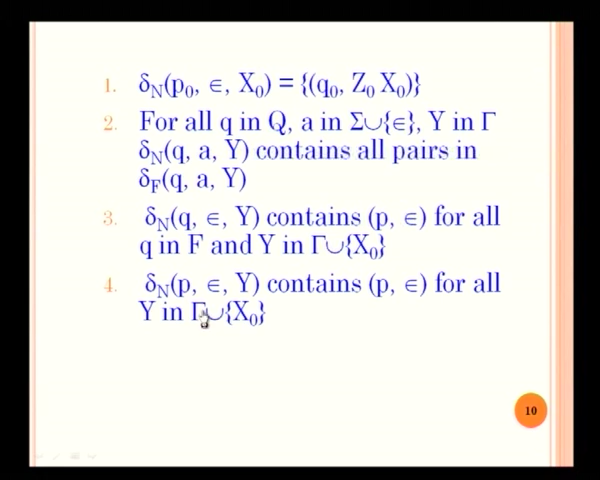 1. δN(p0, ∈, X0) = {(q0, Z0 X0)}
2. For all q in Q, a in Σ∪{∈}, Y in Γ
δN(q, a, Y) contains all pairs in
δF(q, a, Y)
3. δN(q, ∈, Y) contains (p, ∈) for all
q in F and Y in Γ∪{X0}
4. δN(p, ∈, Y) contains (p, ∈) for all
Y in Γ∪{X0}
10